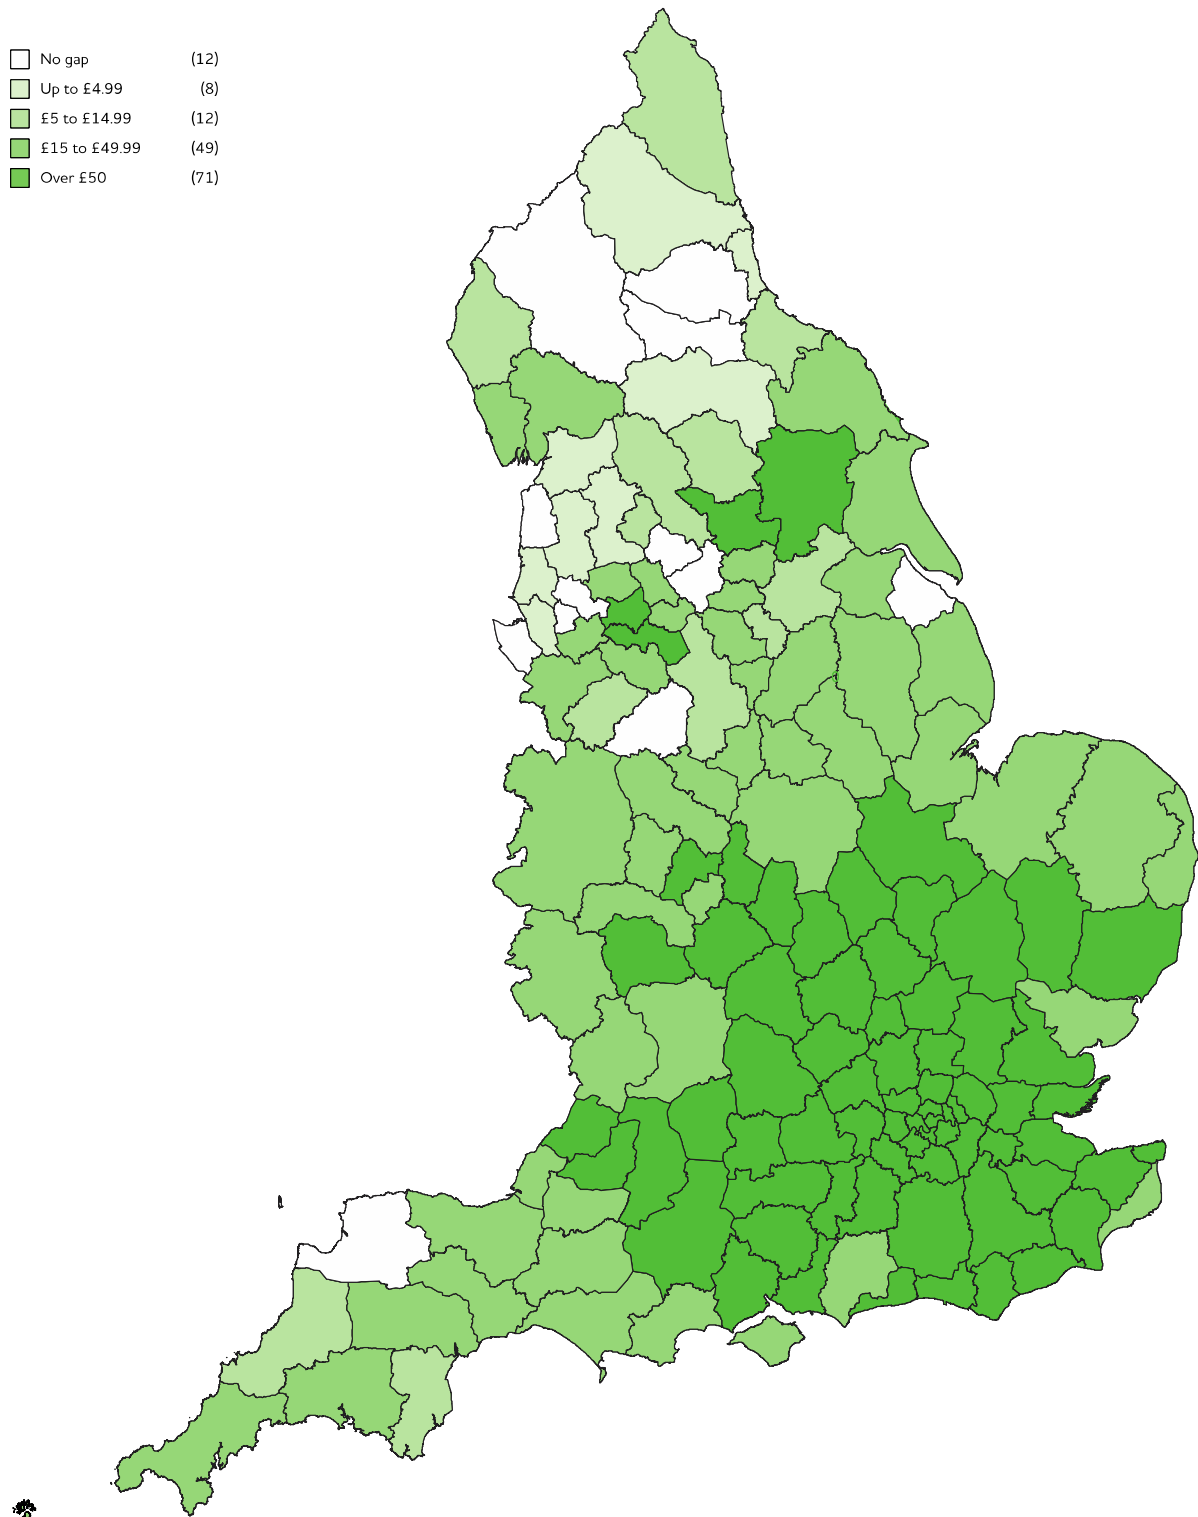 No gap (12)
Up to £4.99 (8)
£5 to £14.99 (12)
£15 to £49.99 (49)
Over £50 (71)